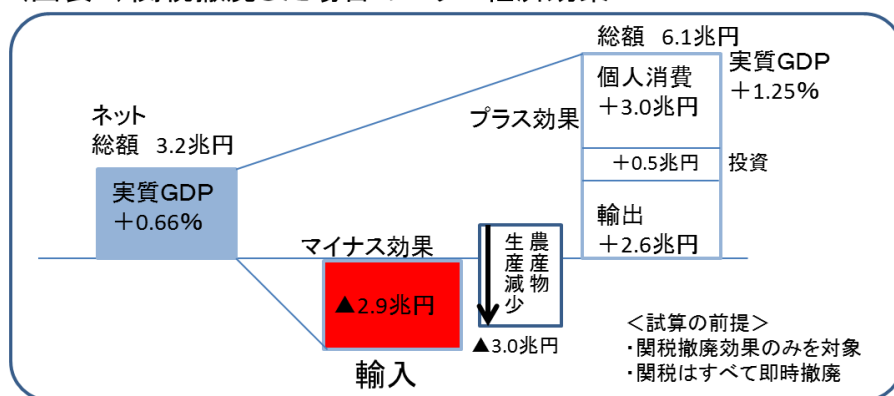 ネット
総額 3.2兆円
実質GDP
＋0.66%
マイナス効果
▲2.9兆円
輸入
農産物
生産減少
▲3.0兆円
プラス効果
総額 6.1兆円
個人消費
＋3.0兆円
＋0.5兆円
投資
輸出
＋2.6兆円
実質GDP
＋1.25%
＜試算の前提＞
・関税撤廃効果のみを対象
・関税はすべて即時撤廃